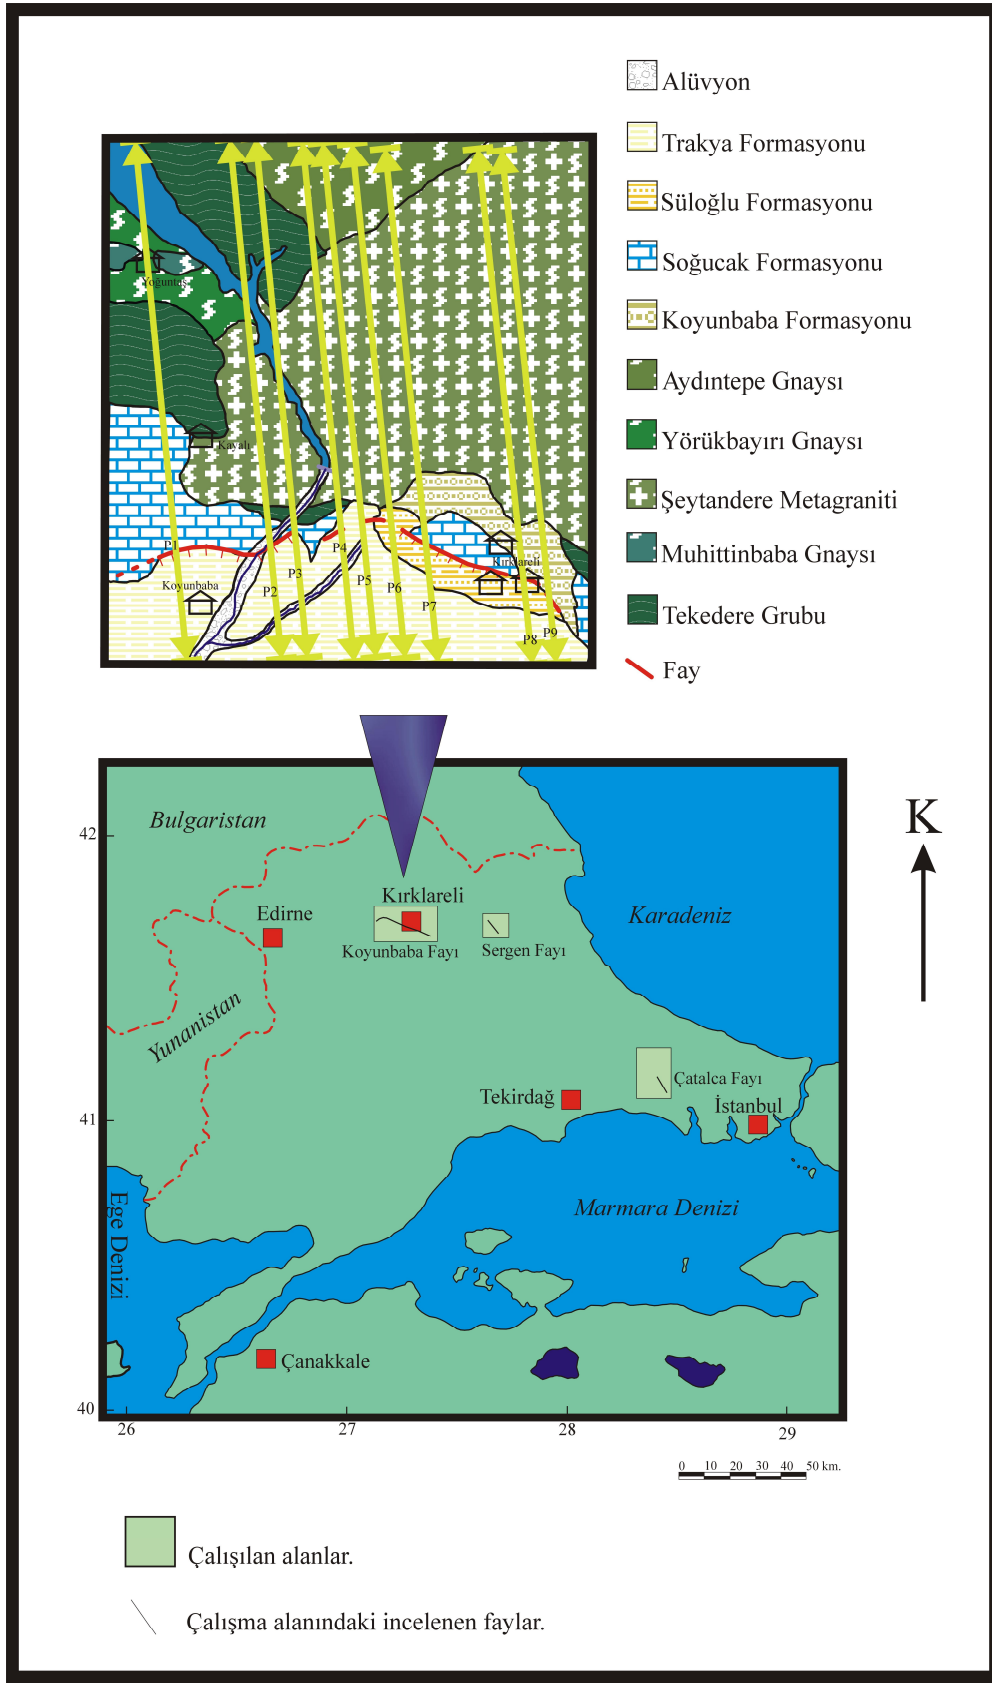 Alüvyon
Trakya Formasyonu
Süloğlu Formasyonu
Soğucak Formasyonu
Koyunbaba Formasyonu
Aydıntepe Gnaysı
Yörükbayırı Gnaysı
Şeytandere Metagraniti
Muhittinbaba Gnaysı
Tekedere Grubu
Fay
Yoğuntaş
Kayalı
P1
Koyunbaba
P2
P3
P4
P5
P6
P7
Kırklareli
P8
P9
42
41
40
26
27
28
29
Bulgaristan
Kırklareli
Edirne
Koyunbaba Fayı
Sergen Fayı
Karadeniz
K
Yunanistan
Çatalca Fayı
Tekirdağ
İstanbul
Marmara Denizi
Ege Denizi
Çanakkale
0 10 20 30 40 50 km.
Çalışılan alanlar.
Çalışma alanındaki incelenen faylar.